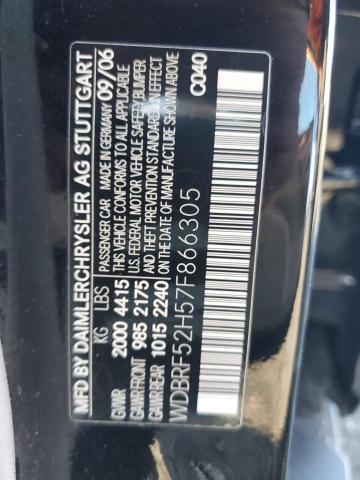 MFD BY DAIMLERCHRYSLER AG STUTTGART
KG LBS PASSENGER CAR MADE IN GERMANY 09/06
GVWR 2000 4415 THIS VEHICLE CONFORMS TO ALL APPLICABLE
GAWR/FRONT 985 2175 U.S. FEDERAL MOTOR VEHICLE SAFETY, BUMPER
GAWR/REAR 1015 2240 AND THEFT PREVENTION STANDARDS IN EFFECT
ON THE DATE OF MANUFACTURE SHOWN ABOVE
WDBRF52H57F866305 C040